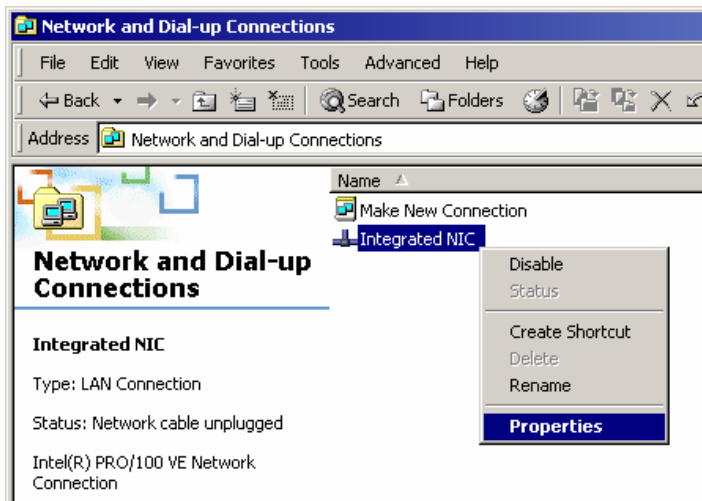 Network and Dial-up Connections
File Edit View Favorites Tools Advanced Help
Back Search Folders
Address Network and Dial-up Connections
Name
Make New Connection
Integrated NIC
Network and Dial-up
Connections
Integrated NIC
Type: LAN Connection
Status: Network cable unplugged
Intel(R) PRO/100 VE Network
Connection
Disable
Status
Create Shortcut
Delete
Rename
Properties